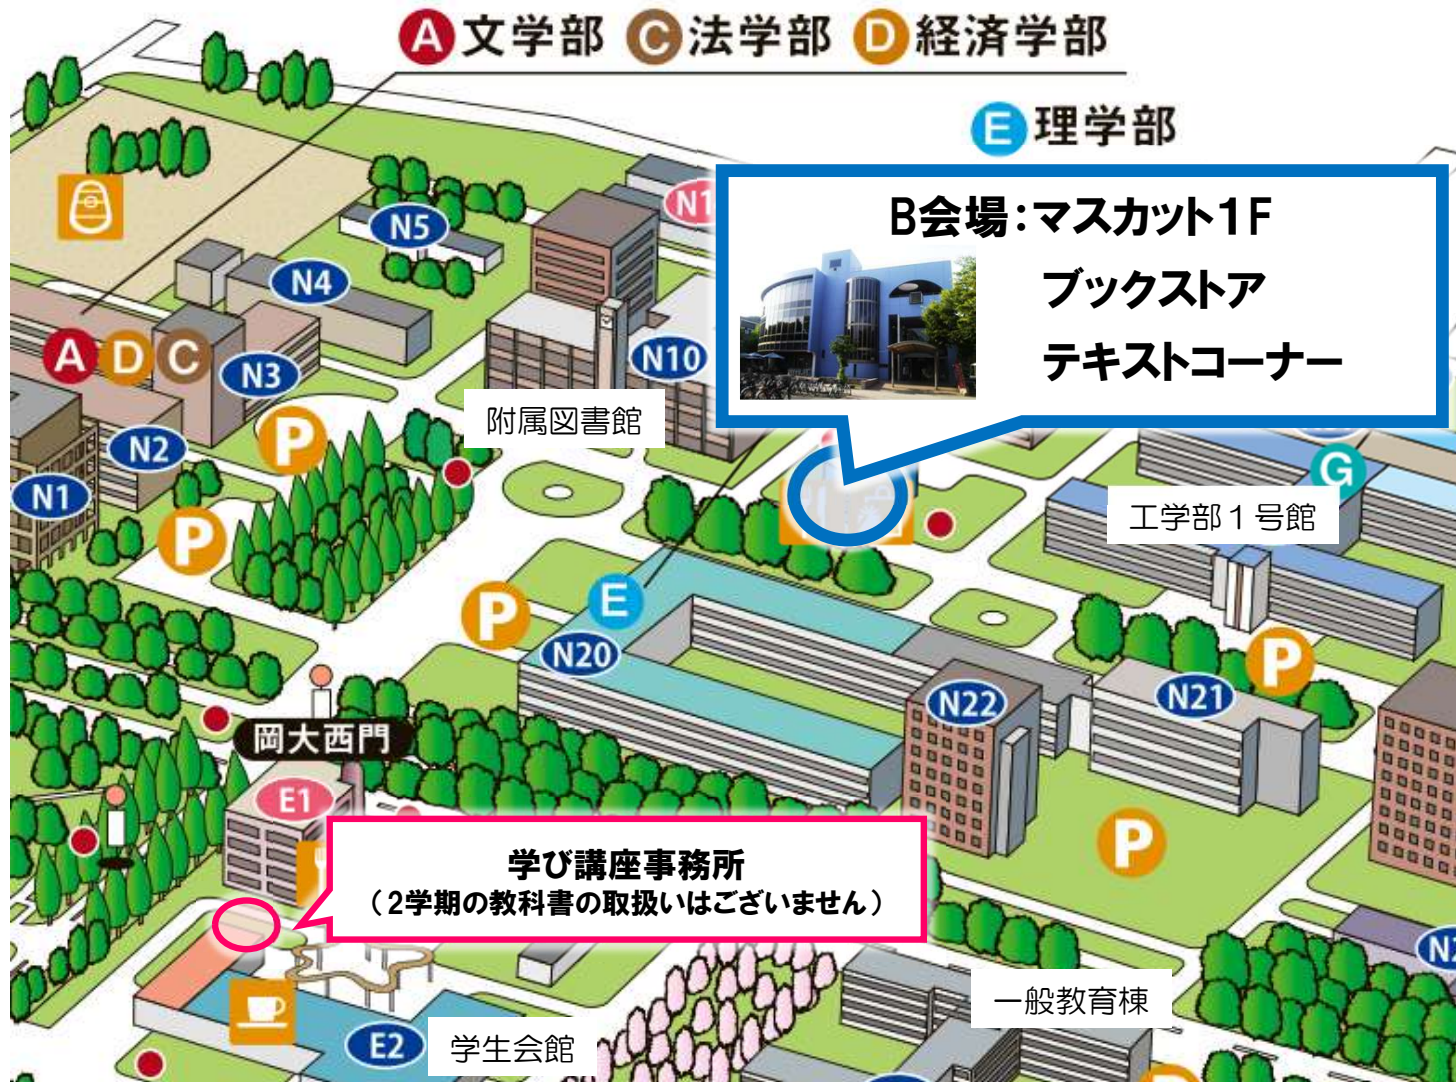 A 文学部 C 法学部 D 経済学部
E 理学部
B会場：マスカット1F
ブックストア
テキストコーナー
N5
N1
N4
A D C
N3
N10
附属図書館
P
N2
N1
G
工学部１号館
P
E
P
N20
P
N22
N21
岡大西門
E1
P
学び講座事務所
（2学期の教科書の取扱いはございません）
一般教育棟
E2
学生会館
P